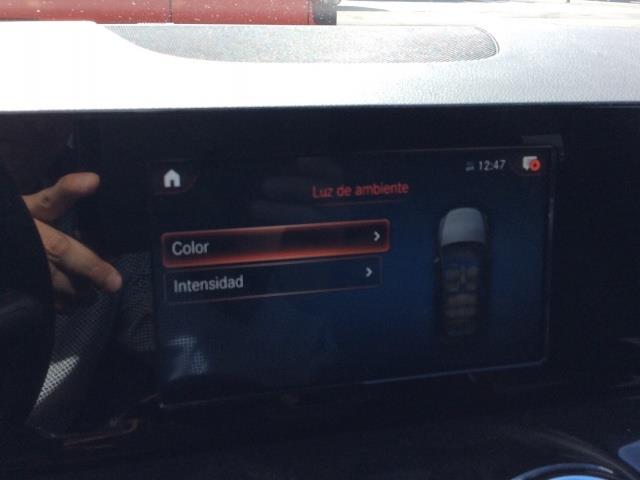 12:47
Luz de ambiente
Color
Intensidad